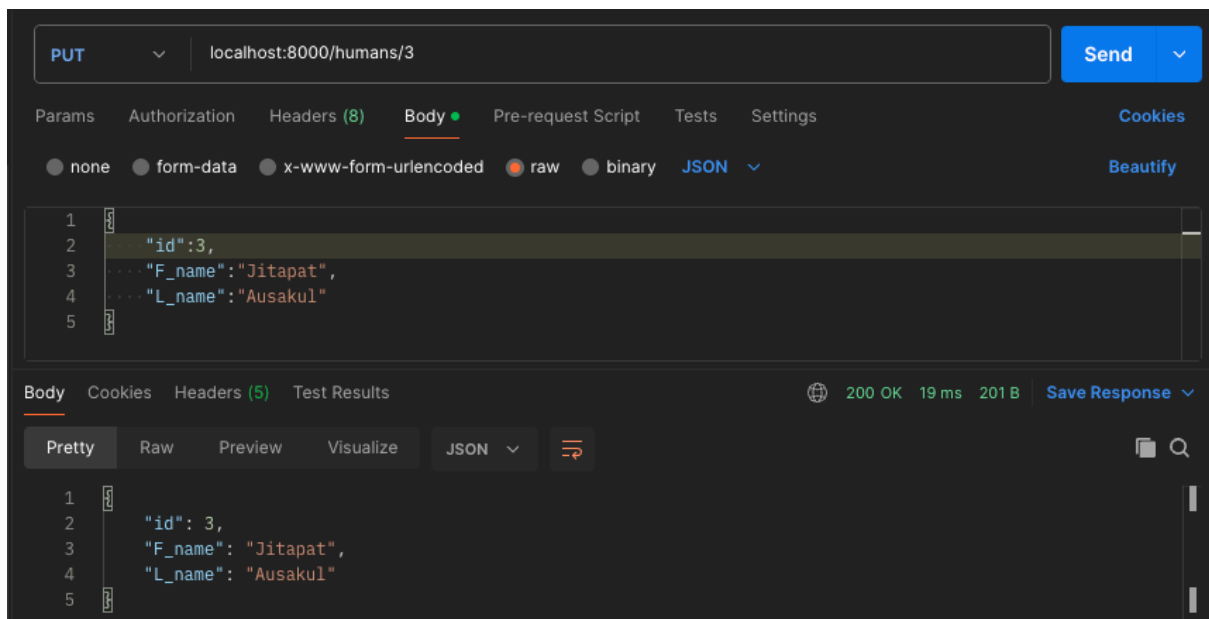 PUT localhost:8000/humans/3 Send
Params Authorization Headers (8) Body Pre-request Script Tests Settings Cookies
none form-data x-www-form-urlencoded raw binary JSON Beautify
1 {
2 "id":3,
3 "F_name":"Jitapat",
4 "L_name":"Ausakul"
5 }
Body Cookies Headers (5) Test Results 200 OK 19 ms 201 B Save Response
Pretty Raw Preview Visualize JSON
1 {
2 "id": 3,
3 "F_name": "Jitapat",
4 "L_name": "Ausakul"
5 }